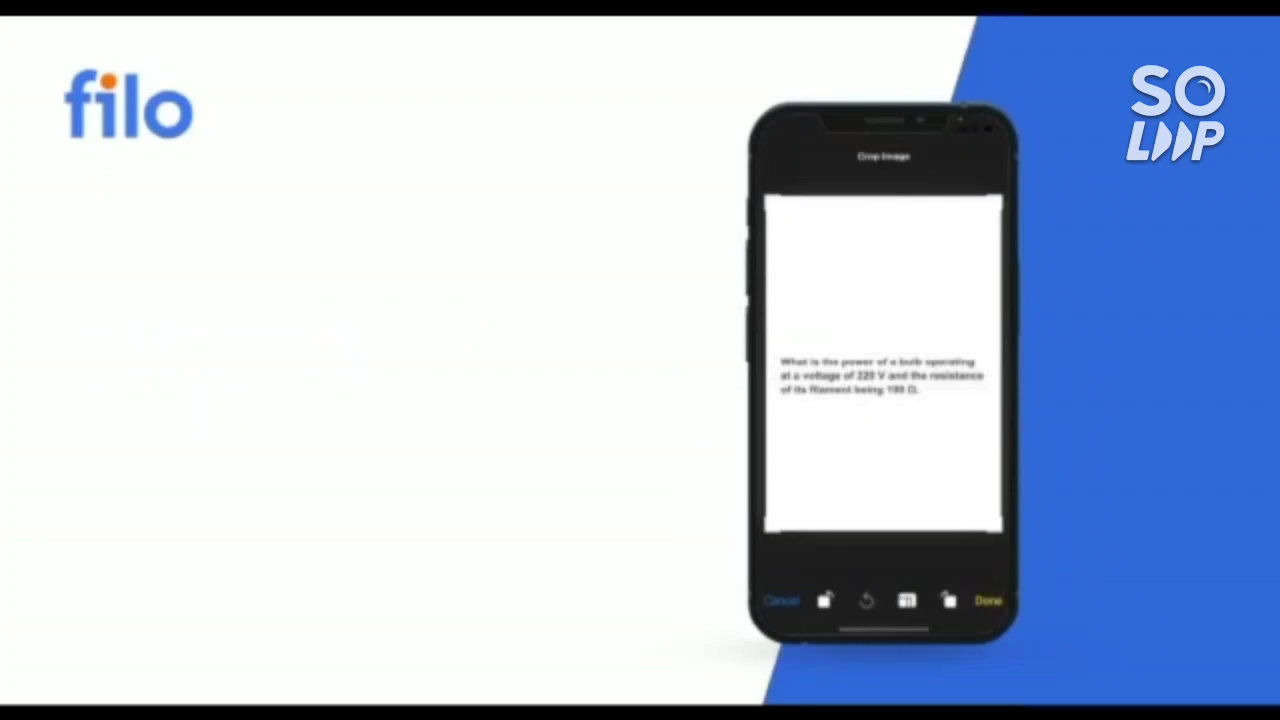 filo
SO
LOOP
Crop Image
What is the power of a bulb operating
at a voltage of 220 V and the resistance
of its filament being 100 Ω.
Cancel
Done